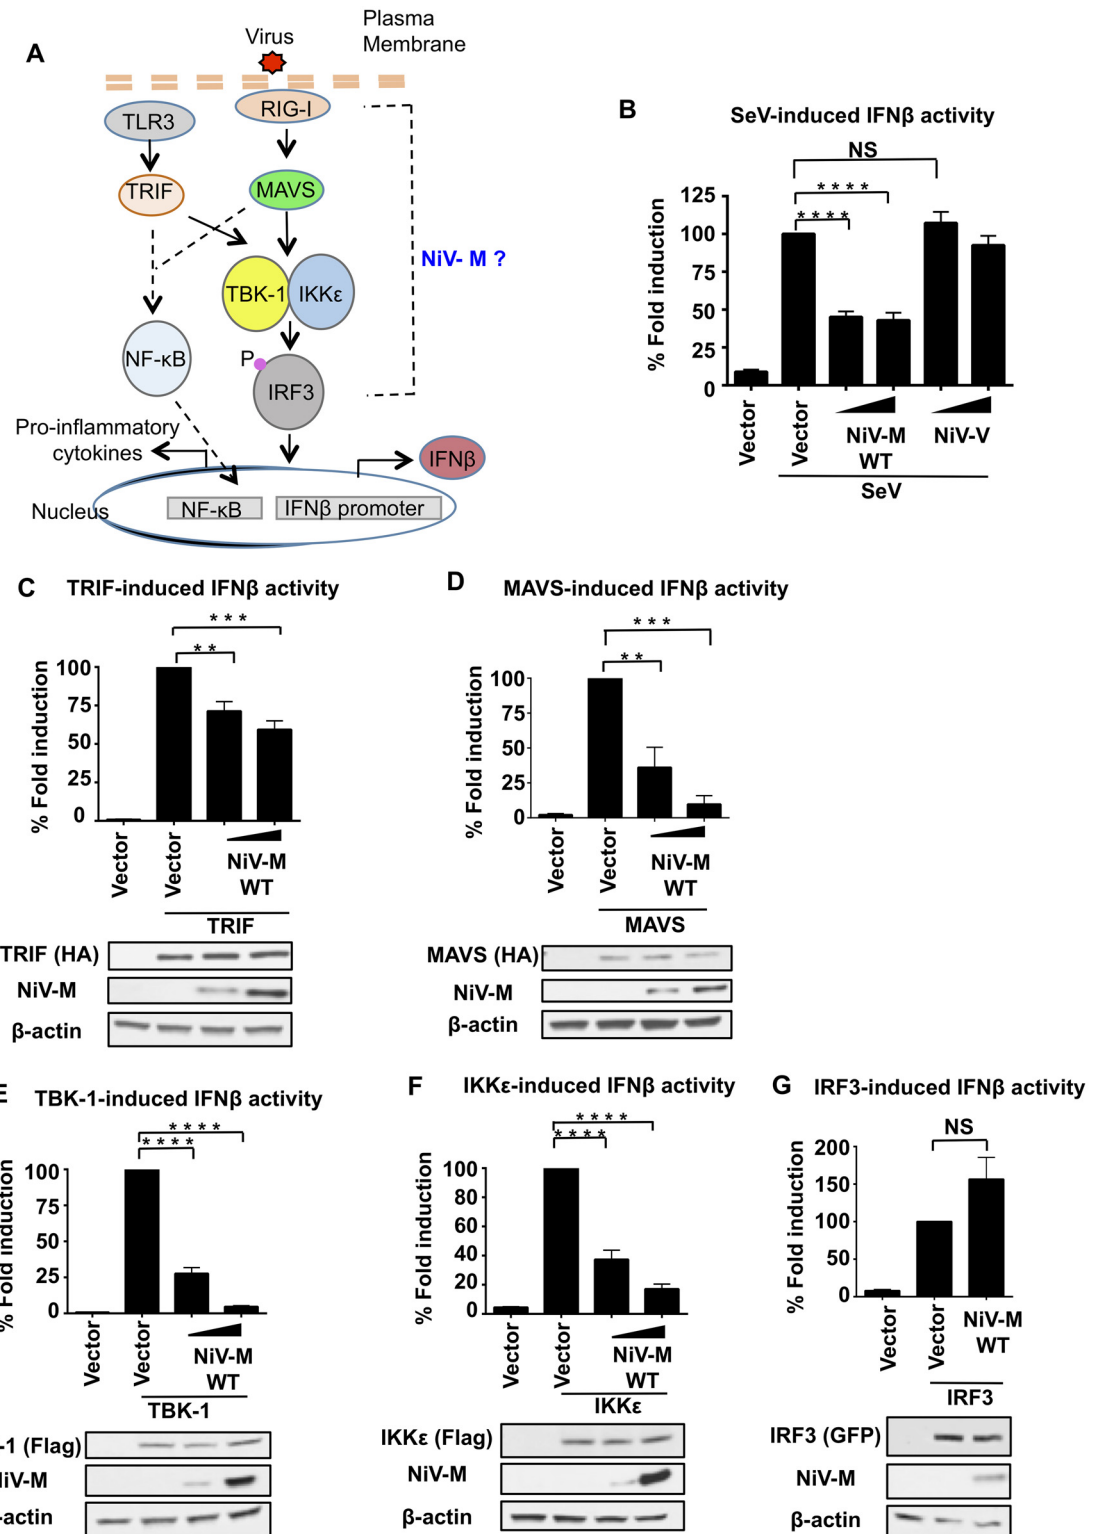 A
Virus
Plasma
Membrane
TLR3
RIG-I
TRIF
MAVS
NiV- M ?
TBK-1
IKKε
NF-κB
P
IRF3
Pro-inflammatory
cytokines
IFNβ
Nucleus
NF-κB
IFNβ promoter
B
SeV-induced IFNβ activity
NS
* * * *
* * * *
% Fold induction
125
100
75
50
25
0
Vector
Vector
NiV-M
WT
NiV-V
SeV
C
TRIF-induced IFNβ activity
* * *
* *
% Fold induction
100
75
50
25
0
Vector
Vector
NiV-M
WT
TRIF
TRIF (HA)
NiV-M
β-actin
D
MAVS-induced IFNβ activity
* * *
* *
% Fold induction
100
75
50
25
0
Vector
Vector
NiV-M
WT
MAVS
MAVS (HA)
NiV-M
β-actin
E
TBK-1-induced IFNβ activity
* * * *
* * * *
% Fold induction
100
75
50
25
0
Vector
Vector
NiV-M
WT
TBK-1
-1 (Flag)
iV-M
-actin
F
IKKε-induced IFNβ activity
* * * *
* * * *
% Fold induction
100
80
60
40
20
0
Vector
Vector
NiV-M
WT
IKKε
IKKε (Flag)
NiV-M
β-actin
G
IRF3-induced IFNβ activity
NS
% Fold induction
200
150
100
50
0
Vector
Vector
NiV-M
WT
IRF3
IRF3 (GFP)
NiV-M
β-actin